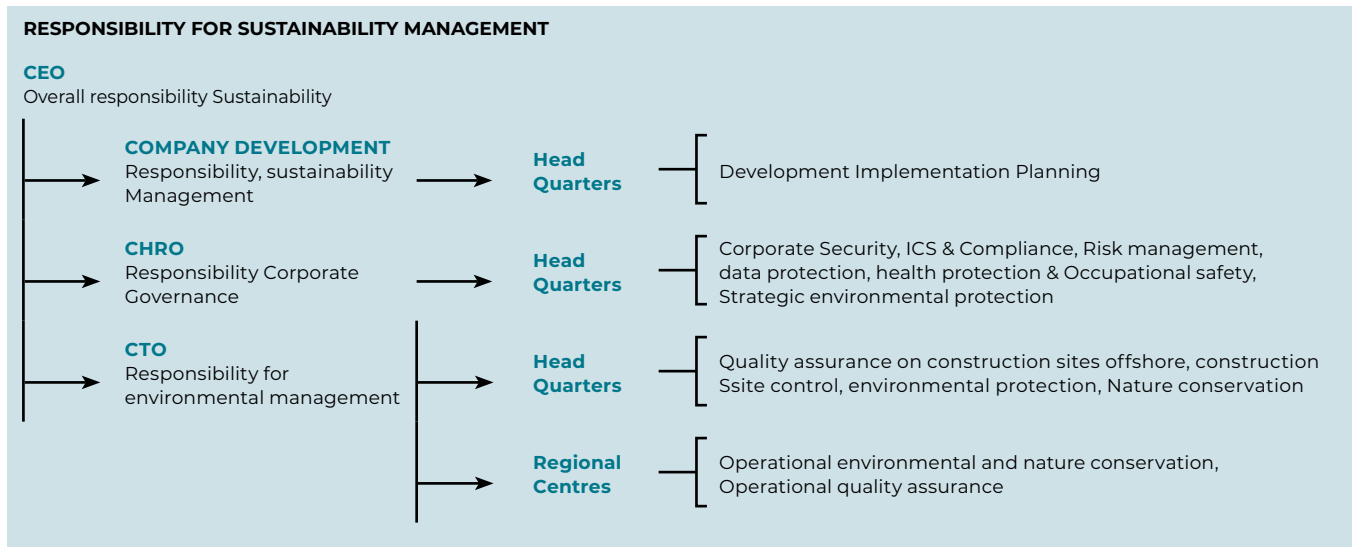 RESPONSIBILITY FOR SUSTAINABILITY MANAGEMENT
CEO
Overall responsibility Sustainability
COMPANY DEVELOPMENT
Responsibility, sustainability
Management
Head
Quarters
Development Implementation Planning
CHRO
Responsibility Corporate
Governance
Head
Quarters
Corporate Security, ICS & Compliance, Risk management,
data protection, health protection & Occupational safety,
Strategic environmental protection
CTO
Responsibility for
environmental management
Head
Quarters
Quality assurance on construction sites offshore, construction
Ssite control, environmental protection, Nature conservation
Regional
Centres
Operational environmental and nature conservation,
Operational quality assurance